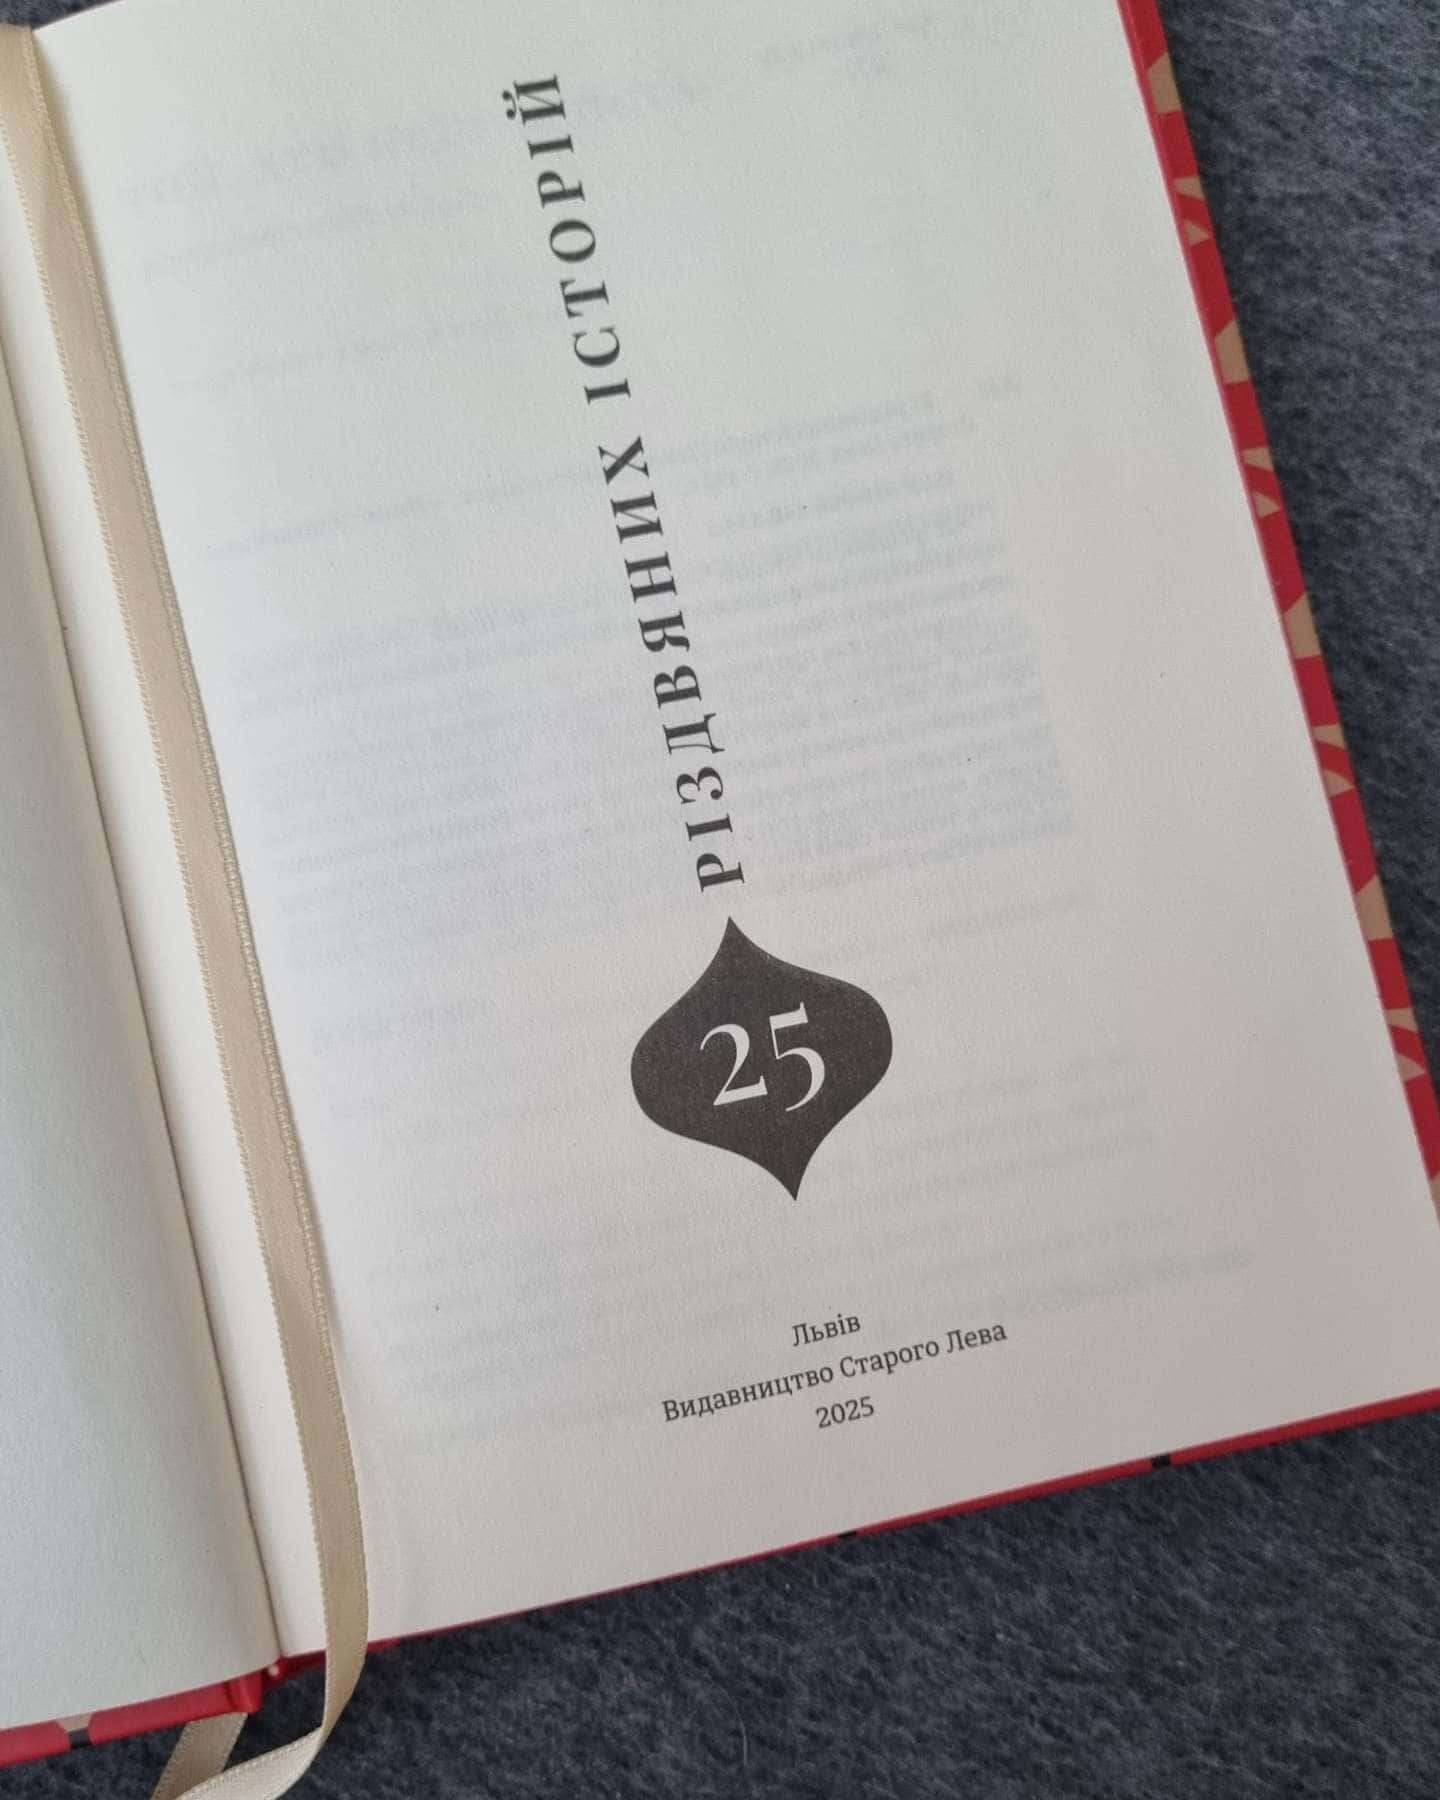 25
РІЗДВЯНИХ ІСТОРІЙ
Львів
Видавництво Старого Лева
2025